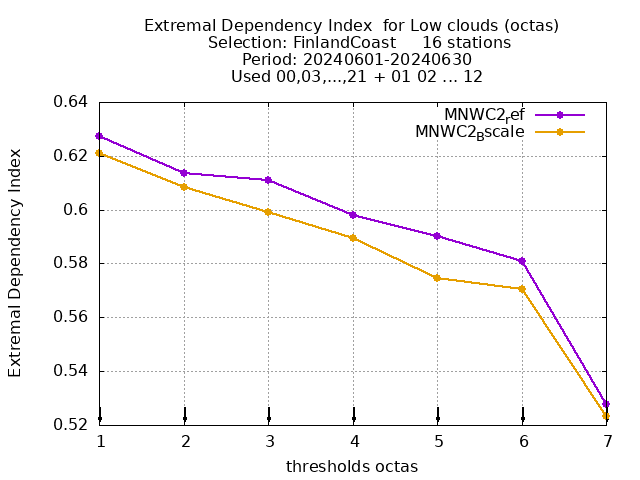 Extremal Dependency Index  for Low clouds (octas)
Selection: FinlandCoast     16 stations
Period: 20240601-20240630
Used 00,03,...,21 + 01 02 ... 12
MNWC2ref
MNWC2Bscale
Extremal Dependency Index
0.64
0.62
0.6
0.58
0.56
0.54
0.52
1 2 3 4 5 6 7
thresholds octas